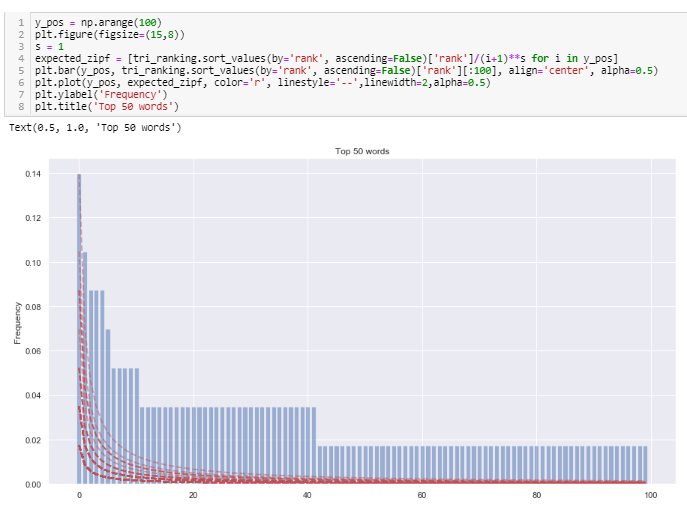 1 y_pos = np.arange(100)
2 plt.figure(figsize=(15,8))
3 s = 1
4 expected_zipf = [tri_ranking.sort_values(by='rank', ascending=False)['rank']/(i+1)**s for i in y_pos]
5 plt.bar(y_pos, tri_ranking.sort_values(by='rank', ascending=False)['rank'][:100], align='center', alpha=0.5)
6 plt.plot(y_pos, expected_zipf, color='r', linestyle='--',linewidth=2,alpha=0.5)
7 plt.ylabel('Frequency')
8 plt.title('Top 50 words')
Text(0.5, 1.0, 'Top 50 words')
Top 50 words
0.14
0.12
0.10
0.08
0.06
0.04
0.02
0.00
Frequency
0 20 40 60 80 100